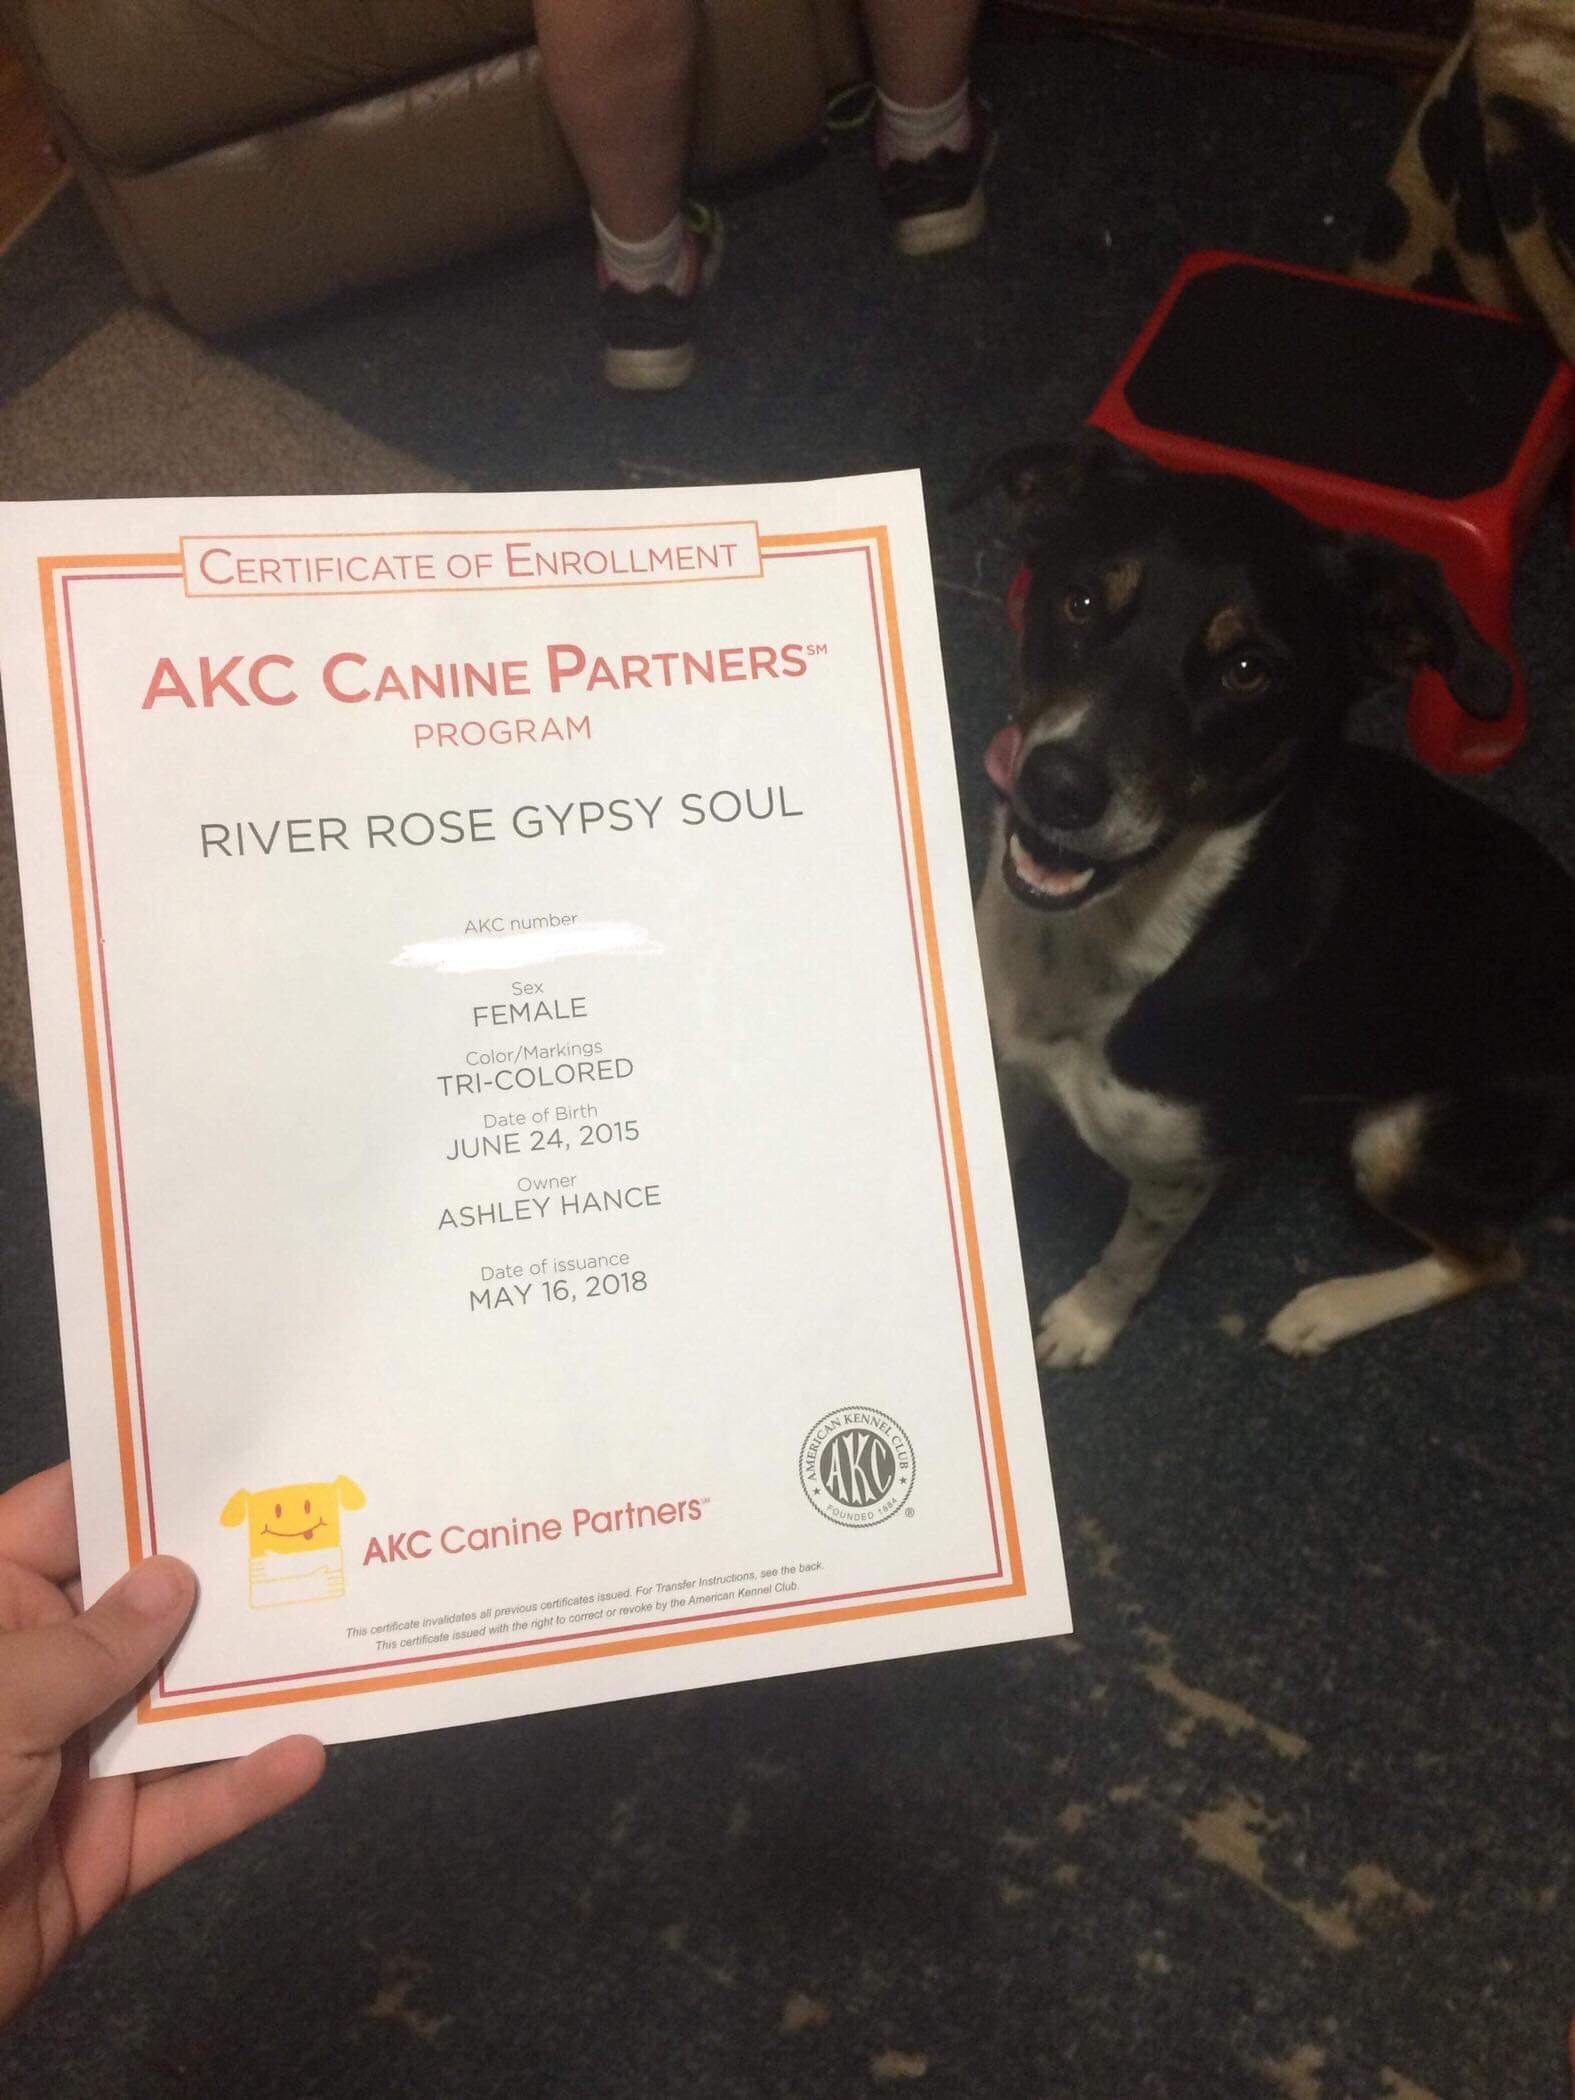 CERTIFICATE OF ENROLLMENT
AKC CANINE PARTNERS℠
PROGRAM
RIVER ROSE GYPSY SOUL
AKC number
Sex
FEMALE
Color/Markings
TRI-COLORED
Date of Birth
JUNE 24, 2015
Owner
ASHLEY HANCE
Date of issuance
MAY 16, 2018
AMERICAN KENNEL CLUB
AKC
FOUNDED 1884
®
AKC Canine Partners℠
This certificate invalidates all previous certificates issued. For Transfer Instructions, see the back.
This certificate issued with the right to correct or revoke by the American Kennel Club.